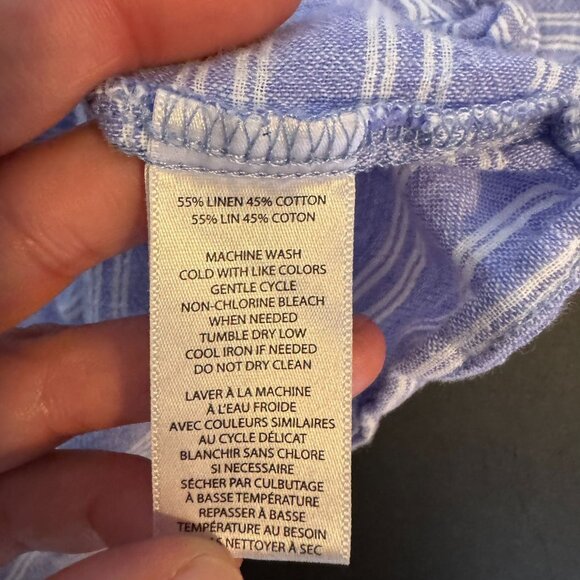 55% LINEN 45% COTTON
55% LIN 45% COTON
MACHINE WASH
COLD WITH LIKE COLORS
GENTLE CYCLE
NON-CHLORINE BLEACH
WHEN NEEDED
TUMBLE DRY LOW
COOL IRON IF NEEDED
DO NOT DRY CLEAN
LAVER À LA MACHINE
À L'EAU FROIDE
AVEC COULEURS SIMILAIRES
AU CYCLE DÉLICAT
BLANCHIR SANS CHLORE
SI NECESSAIRE
SÉCHER PAR CULBUTAGE
À BASSE TEMPÉRATURE
REPASSER À BASSE
TEMPÉRATURE AU BESOIN
NETTOYER À SEC